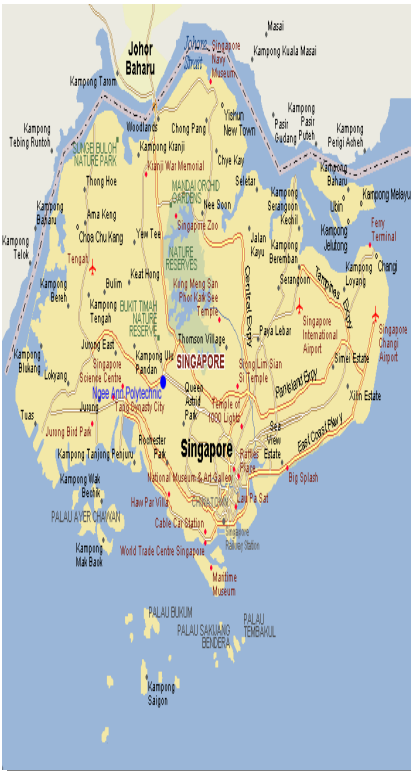 Masai
Johor
Baharu
Johore
Strait
Singapore
Navy
Museum
Kampong Kuala Masai
Kampong Tarom
Kampong
Tebing Runtoh
Woodlands
Chong Pang
Yishun
New Town
Pasir
Gudang
Kampong
Pasir
Puteh
Kampong
Perigi Acheh
SUNGEI BULOH
NATURE PARK
Kampong Kranji
Kranji War Memorial
Chye Kay
Thong Hoe
MANDAI ORCHID
GARDENS
Seletar
Kampong
Baharu
Kampong Melayu
Ubin
Nee Soon
Kampong
Serangoon
Kechil
Kampong
Baharu
Ama Keng
Singapore Zoo
Kampong
Jelutong
Ferry
Terminal
Choa Chu Kang
Yew Tee
Jalan
Kayu
Kampong
Beremban
Kampong
Telok
NATURE
RESERVES
Tengah
Keat Hong
Kampong
Loyang
Changi
Central Expy
Serangoon
Tampines Expy
Kampong
Bereh
Bulim
Kong Meng San
Phor Kark See
Temple
Kampong
Tengah
BUKIT TIMAH
NATURE
RESERVE
Singapore
International
Airport
Paya Lebar
Singapore
Changi
Airport
Jurong East
Thomson Village
Kampong
Blukang
Singapore
Science Centre
Kampong Ulu
Pandan
SINGAPORE
Siong Lim Sian
Si Temple
Simei Estate
Lokyang
Ngee Ann Polytechnic
Tang Dynasty City
Queen
Astrid
Park
Pan Island Expy
Xilin Estate
Tuas
Jurong
Temple of
1000 Lights
Jurong Bird Park
Rochester
Park
Singapore
Sea
View
Estate
East Coast Pkwy
Kampong Tanjong Penjuru
Raffles
Place
National Museum & Art Gallery
Big Splash
Kampong Wak
Bechik
Haw Par Villa
CHINATOWN
Lau Pa Sat
PALAU AYER CHAWAN
Cable Car Station
Singapore
Railway Station
Kampong
Mak Baok
World Trade Centre Singapore
Maritime
Museum
PALAU BUKUM
PALAU SAKIJANG
BENDERA
PALAU
TEMBAKUL
Kampong
Saigon